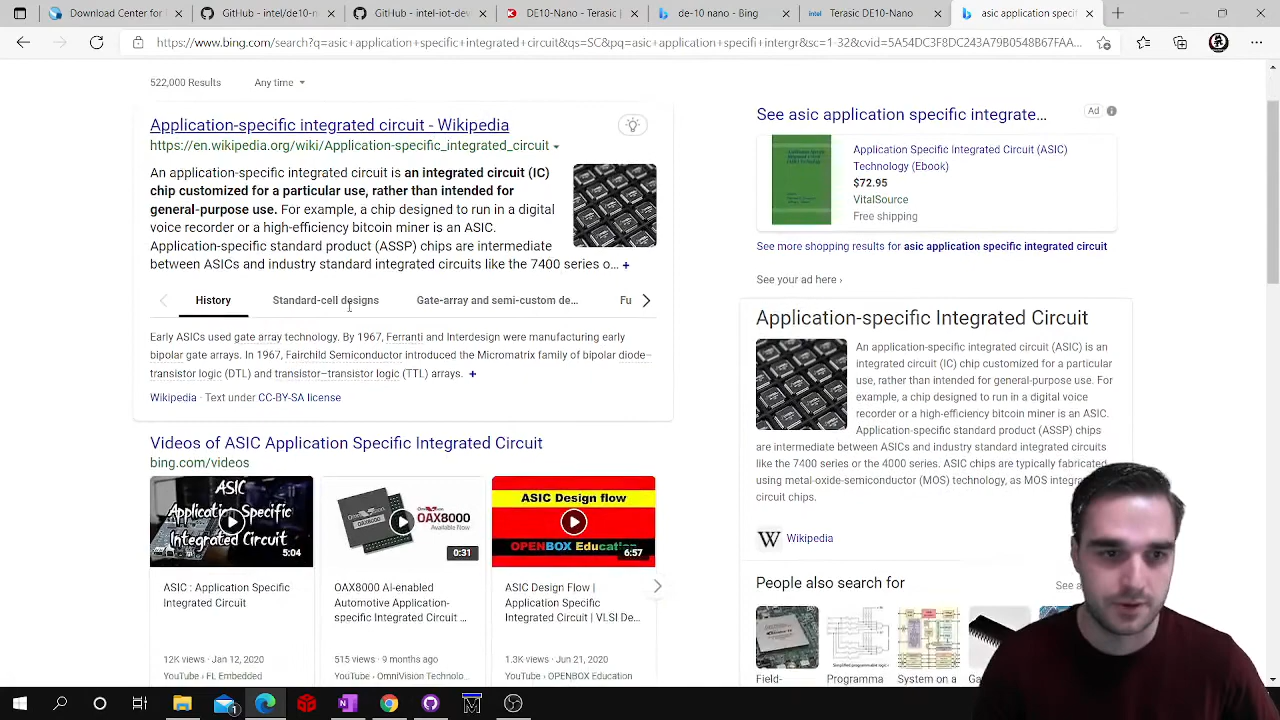 Download Center for
GitHub - intel/de10-n
GitHub - intel-iot-dev
DE10-Nano - Terasic
de-10 nano - Bing
intel
Terasic DE10-Nano
asic application specif
https://www.bing.com/search?q=asic+application+specific+integrated+circuit&qs=SC&pq=asic+application+specifi+intergr&sc=1-32&cvid=5A54DC3F8DC243A79B0548B67FAA...
522,000 Results
Any time
Application-specific integrated circuit - Wikipedia
https://en.wikipedia.org/wiki/Application-specific_integrated_circuit
An application-specific integrated circuit is an integrated circuit (IC)
chip customized for a particular use, rather than intended for
general-purpose use. For example, a chip designed to run in a digital
voice recorder or a high-efficiency bitcoin miner is an ASIC.
Application-specific standard product (ASSP) chips are intermediate
between ASICs and industry standard integrated circuits like the 7400 series o... +
History
Standard-cell designs
Gate-array and semi-custom de...
Fu
Early ASICs used gate array technology. By 1967, Ferranti and Interdesign were manufacturing early
bipolar gate arrays. In 1967, Fairchild Semiconductor introduced the Micromatrix family of bipolar diode–
transistor logic (DTL) and transistor–transistor logic (TTL) arrays. +
Wikipedia · Text under CC-BY-SA license
Videos of ASIC Application Specific Integrated Circuit
bing.com/videos
ASIC
Application Specific
Integrated Circuit
5:04
OAX8000
Available Now
0:31
ASIC Design flow
OPENBOX Education
6:57
ASIC : Application Specific
Integrated Circuit
OAX8000 AI-enabled
Automotive Application-
Specific Integrated Circuit ...
ASIC Design Flow |
Application Specific
Integrated Circuit | VLSI De...
12K views · Jan 12, 2020
YouTube · FL Embedded
515 views · 9 months ago
1.3K views · Jun 21, 2020
YouTube · OPENBOX Education
See asic application specific integrate...
Ad
Application Specific Integrated Circuit (ASIC)
Technology (Ebook)
$72.95
VitalSource
Free shipping
See more shopping results for asic application specific integrated circuit
See your ad here ›
Application-specific Integrated Circuit
An application-specific integrated circuit (ASIC) is an
integrated circuit (IC) chip customized for a particular
use, rather than intended for general-purpose use. For
example, a chip designed to run in a digital voice
recorder or a high-efficiency bitcoin miner is an ASIC.
Application-specific standard product (ASSP) chips
are intermediate between ASICs and industry standard integrated circuits
like the 7400 series or the 4000 series. ASIC chips are typically fabricated
using metal-oxide-semiconductor (MOS) technology, as MOS
circuit chips.
W
Wikipedia
People also search for
See a
Simplified programmable logic
Field-
Programma
System on a
Ga